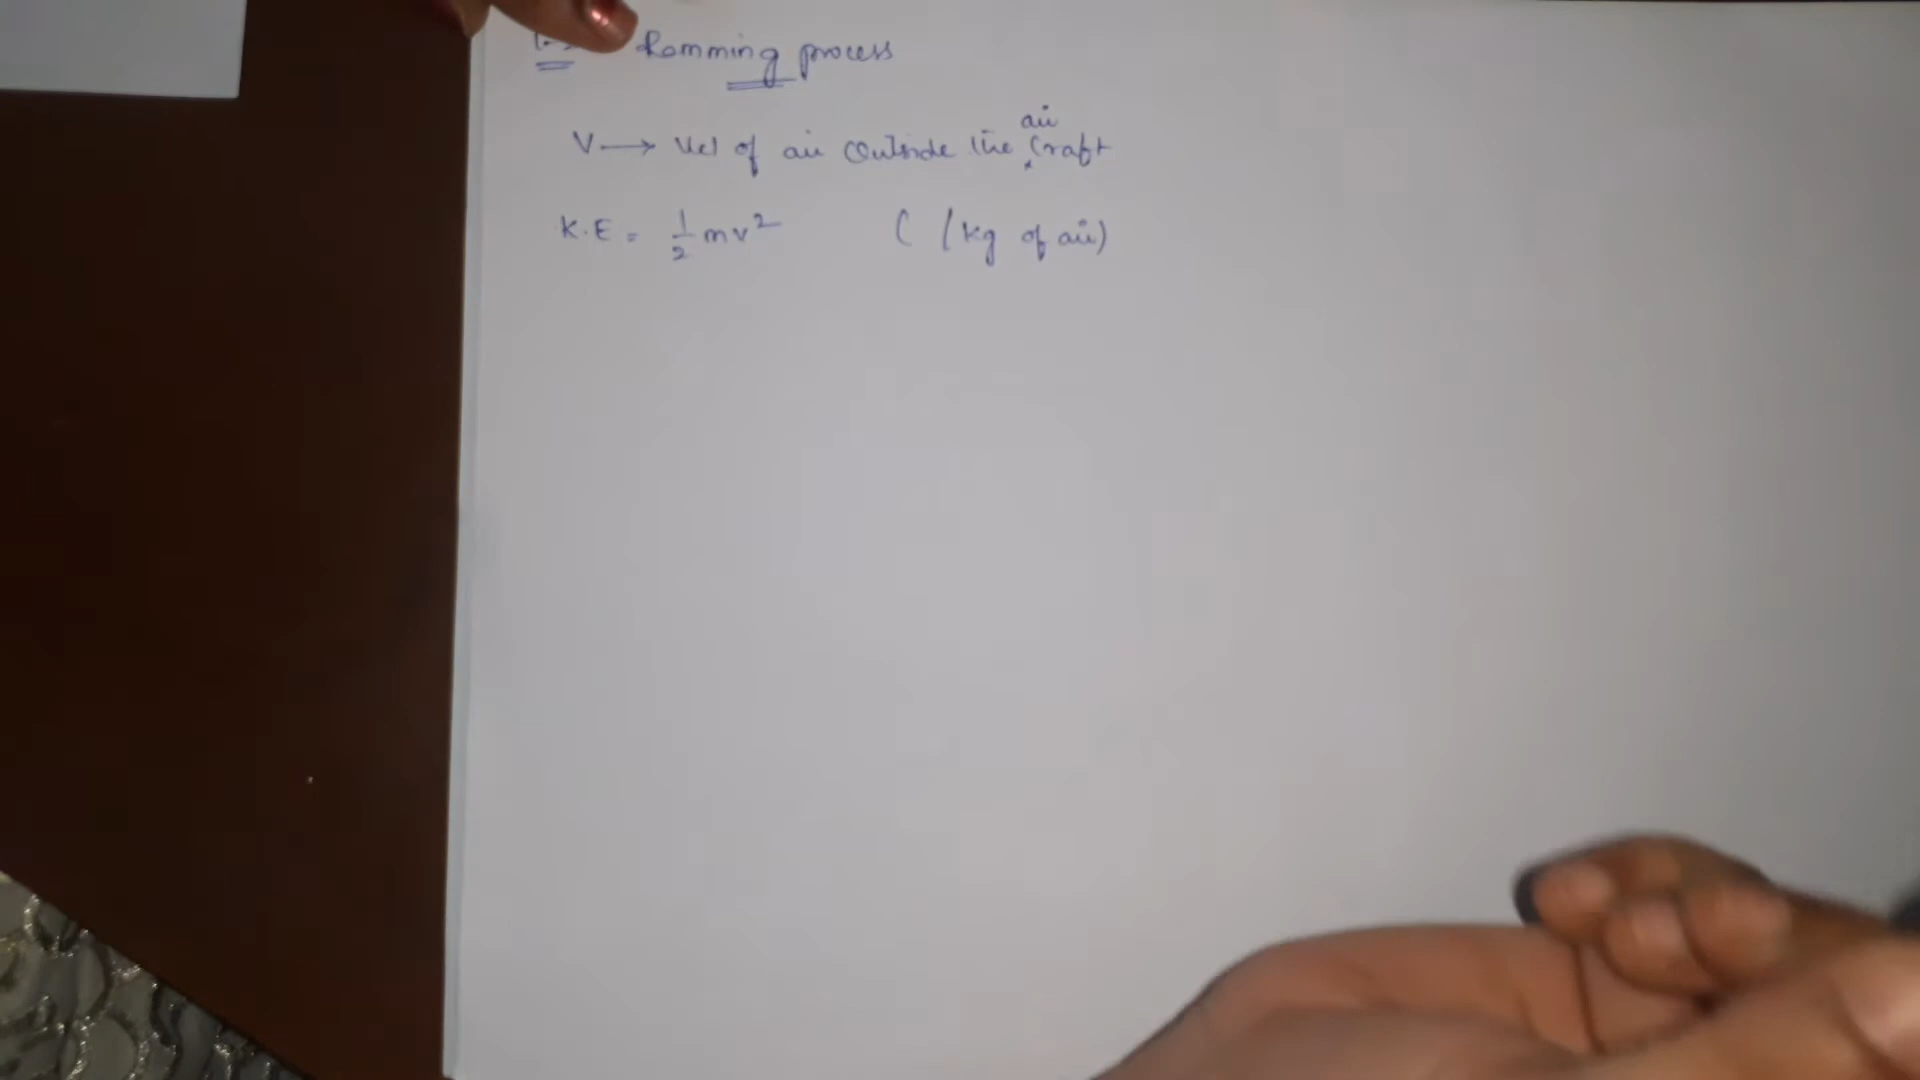 Ramming process
V → Vel of air outside the air craft
K.E = 1/2 mv² ( /kg of air)